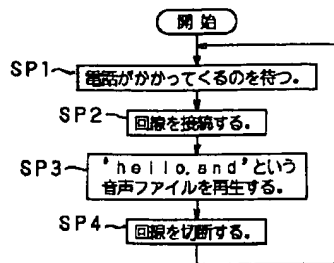 開始
SP1
電話がかかってくるのを待つ。
SP2
回線を接続する。
SP3
'hello.snd'という
音声ファイルを再生する。
SP4
回線を切断する。